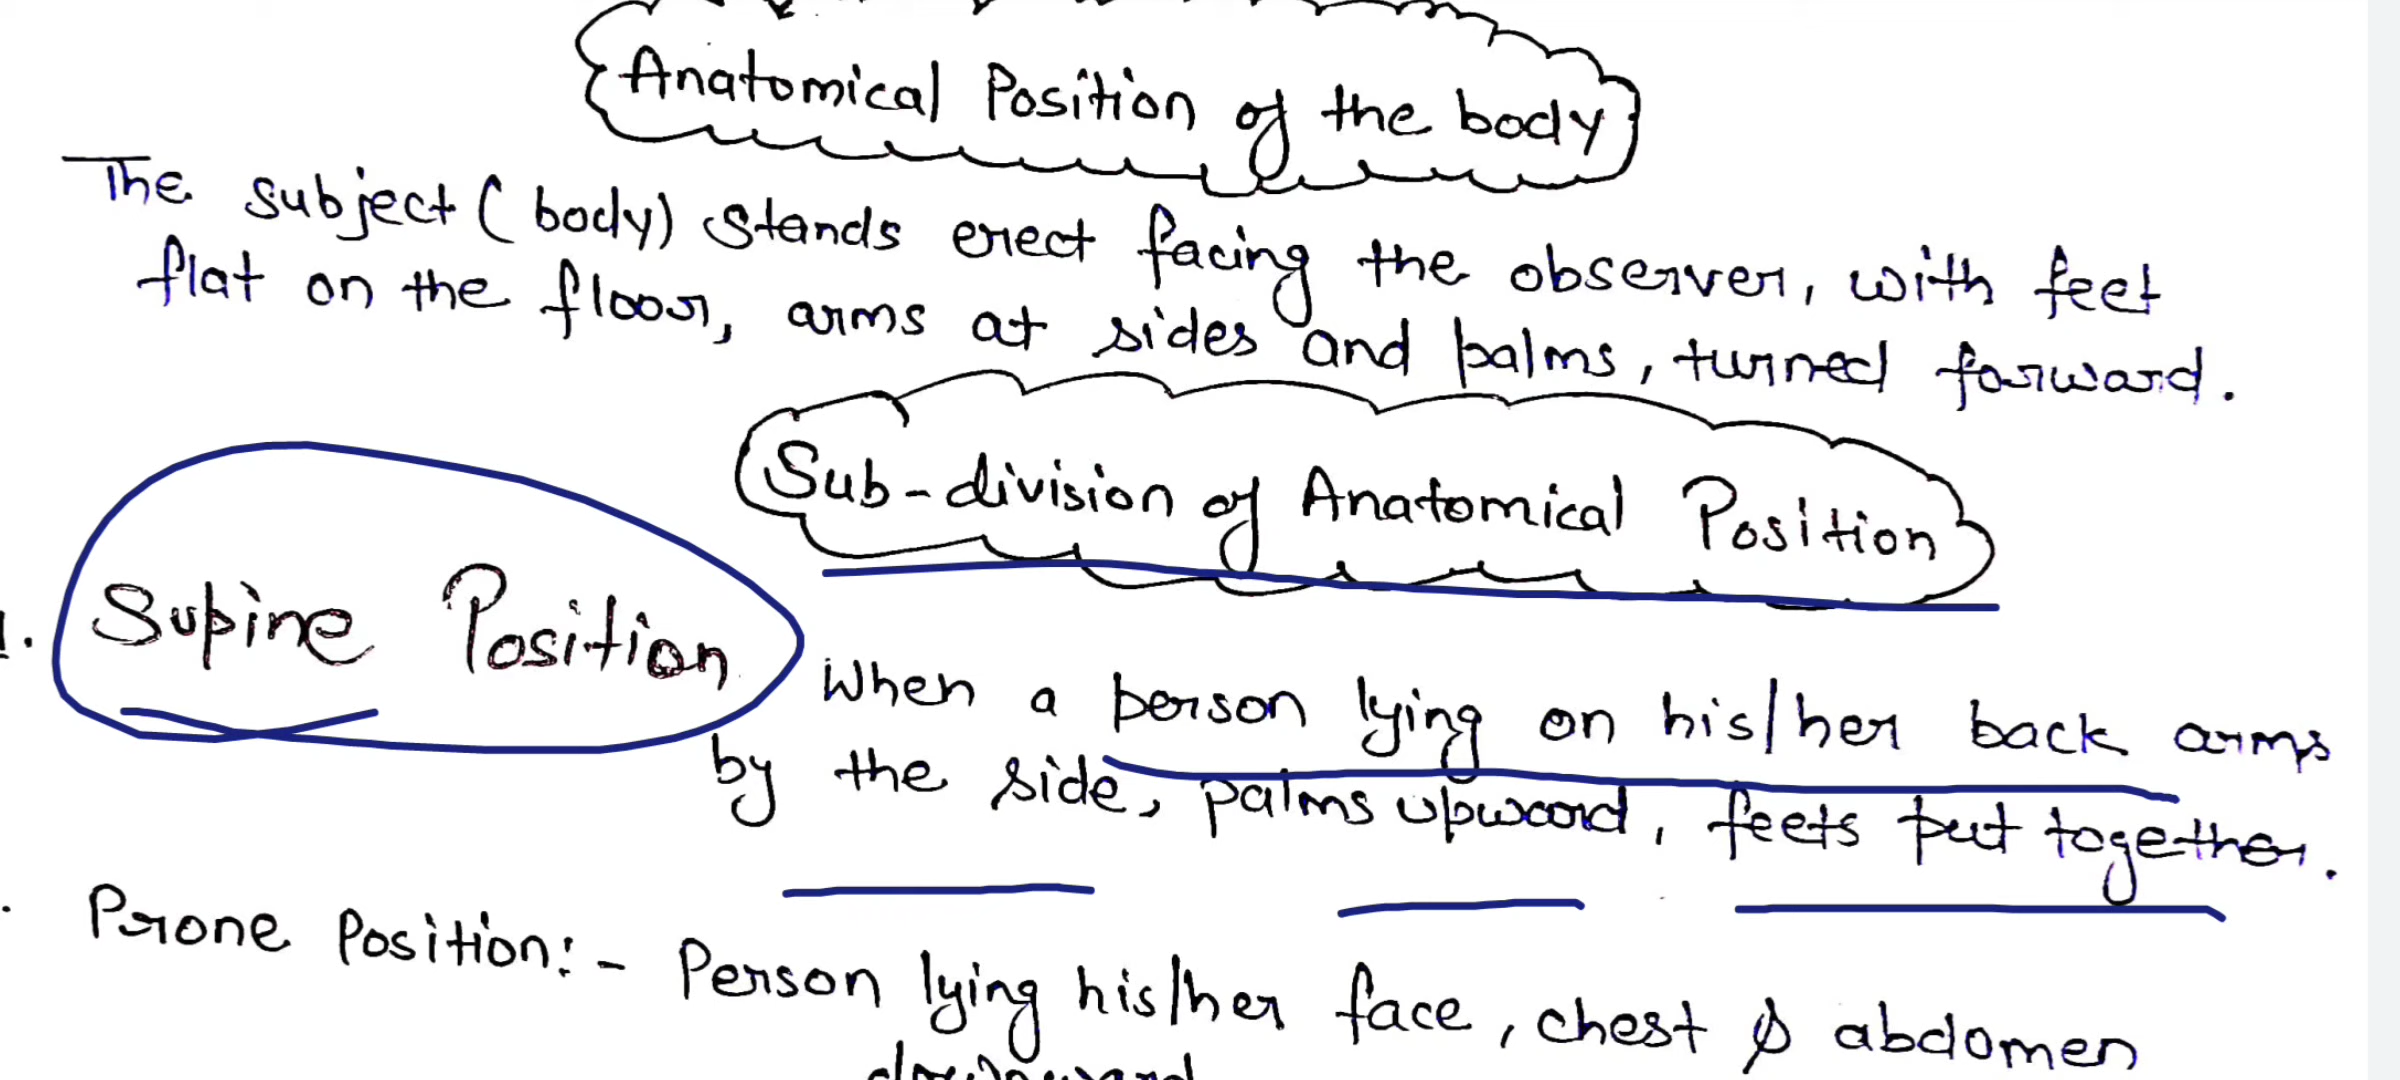 Anatomical Position of the body
The subject (body) stands erect facing the observer, with feet
flat on the floor, arms at sides and palms, turned forward.
Sub-division of Anatomical Position
1. Supine Position
When a person lying on his/her back arms
by the side, palms upword, feets put together.
Prone Position:- Person lying his/her face, chest & abdomen
downward